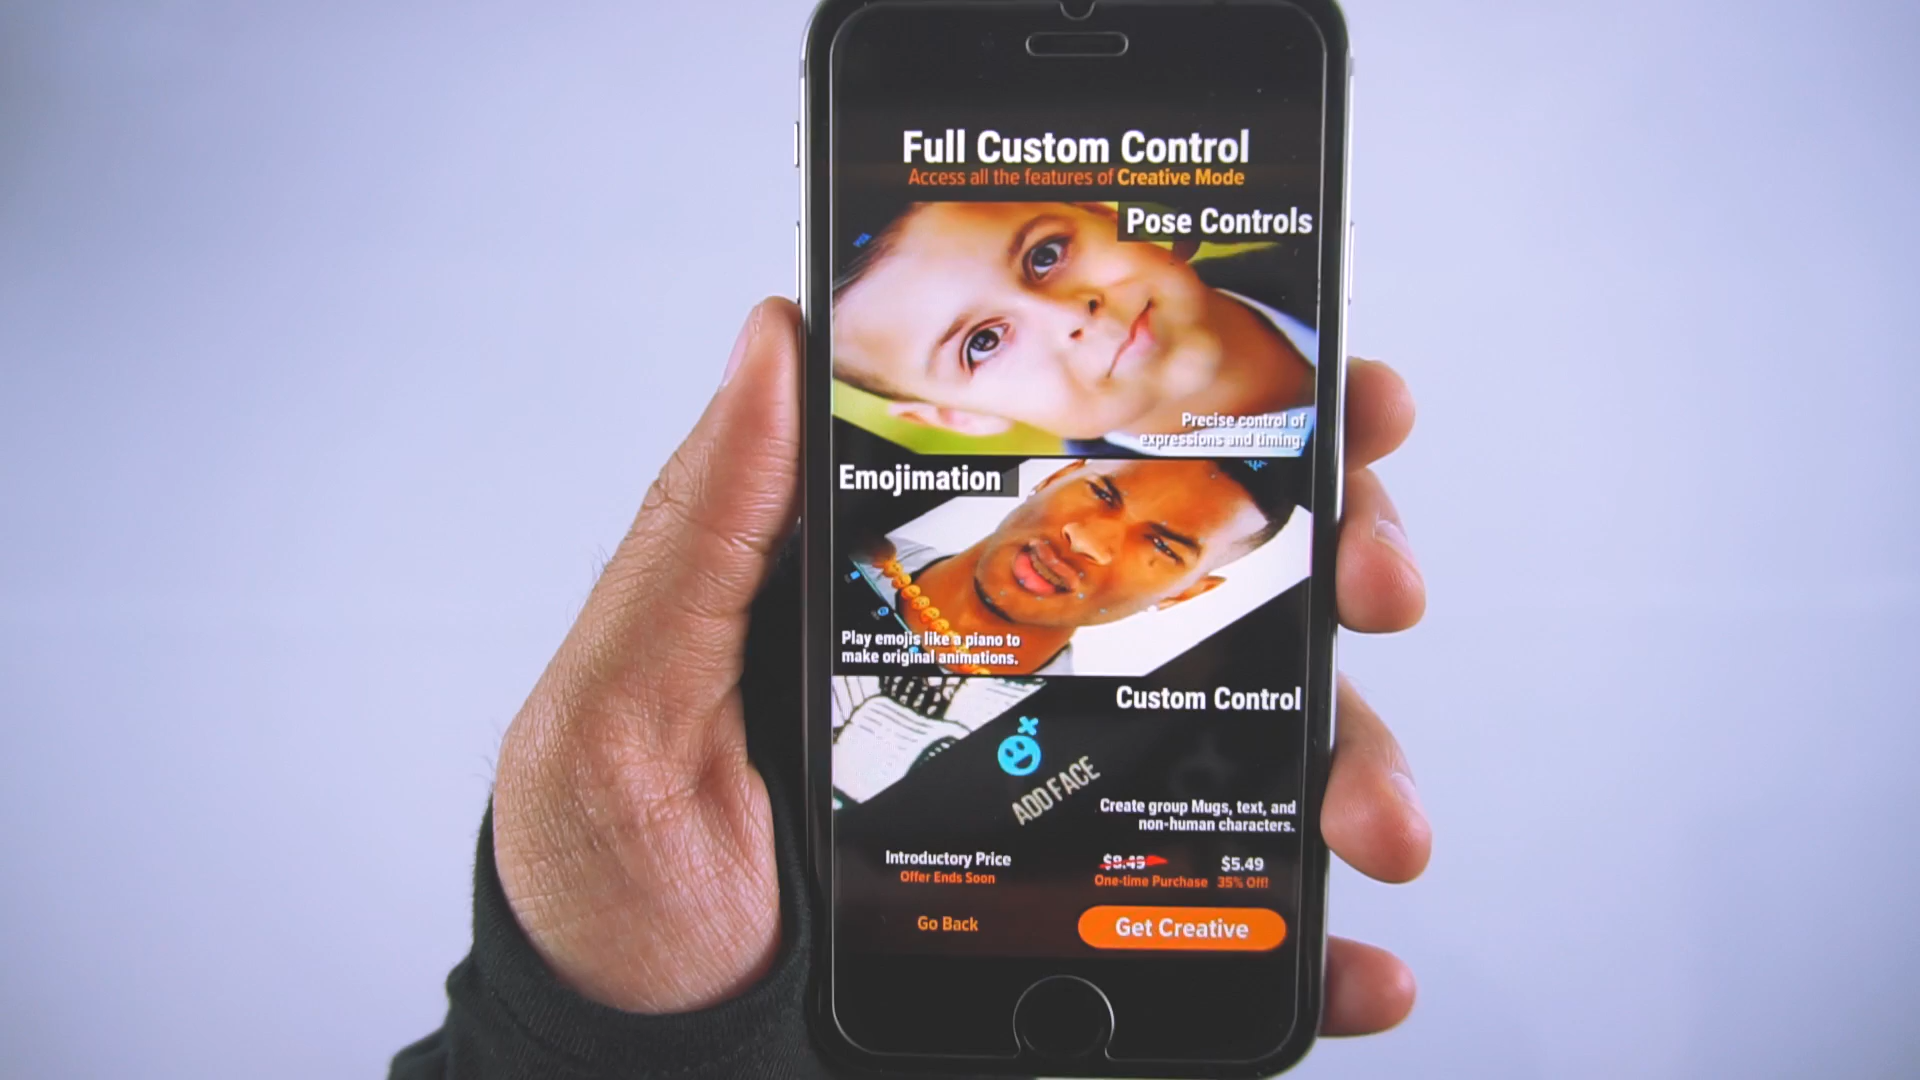 Full Custom Control
Access all the features of Creative Mode
Pose Controls
Precise control of
expressions and timing.
Emojimation
Play emojis like a piano to
make original animations.
Custom Control
ADD FACE
Create group Mugs, text, and
non-human characters.
Introductory Price
Offer Ends Soon
$8.49 $5.49
One-time Purchase 35% Off!
Go Back
Get Creative